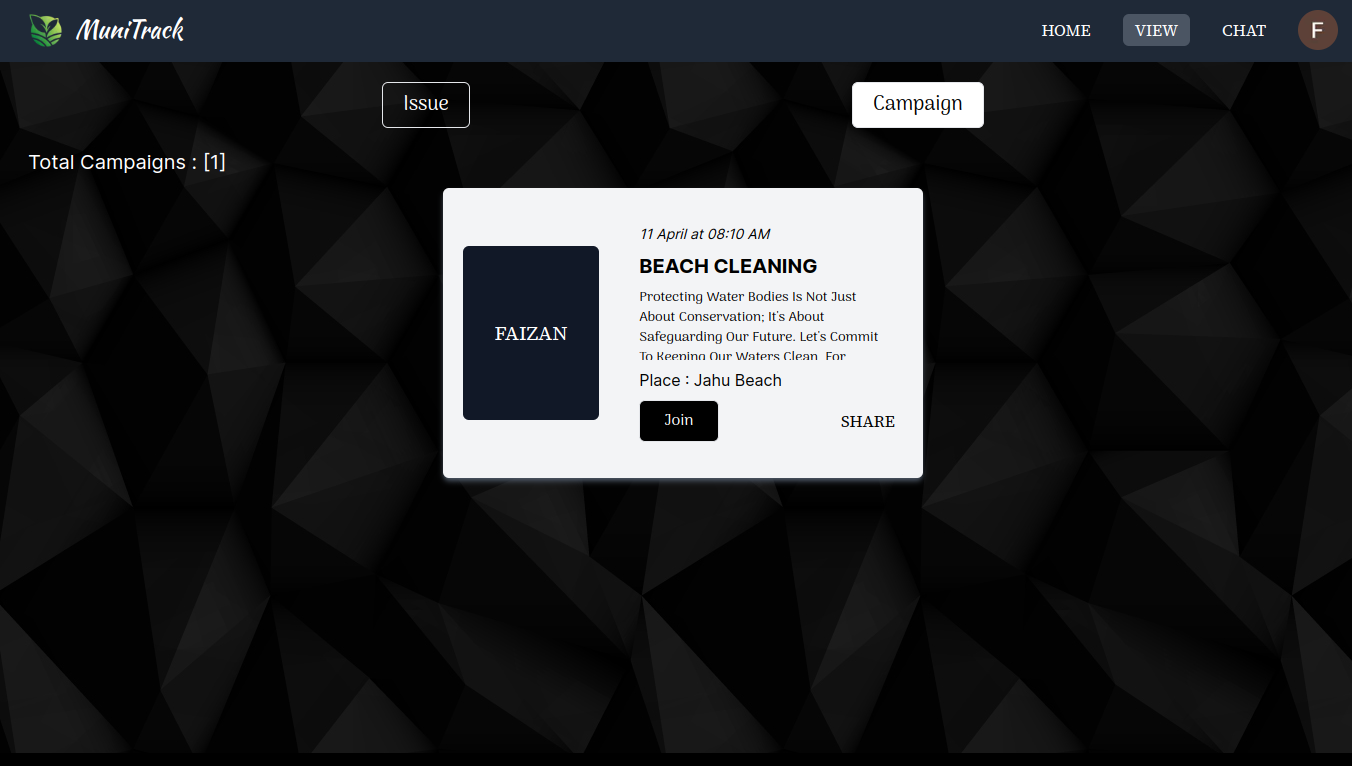 MuniTrack
HOME
VIEW
CHAT
F
Issue
Campaign
Total Campaigns : [1]
FAIZAN
11 April at 08:10 AM
BEACH CLEANING
Protecting Water Bodies Is Not Just
About Conservation; It's About
Safeguarding Our Future. Let's Commit
To Keeping Our Waters Clean, For
Place : Jahu Beach
Join
SHARE